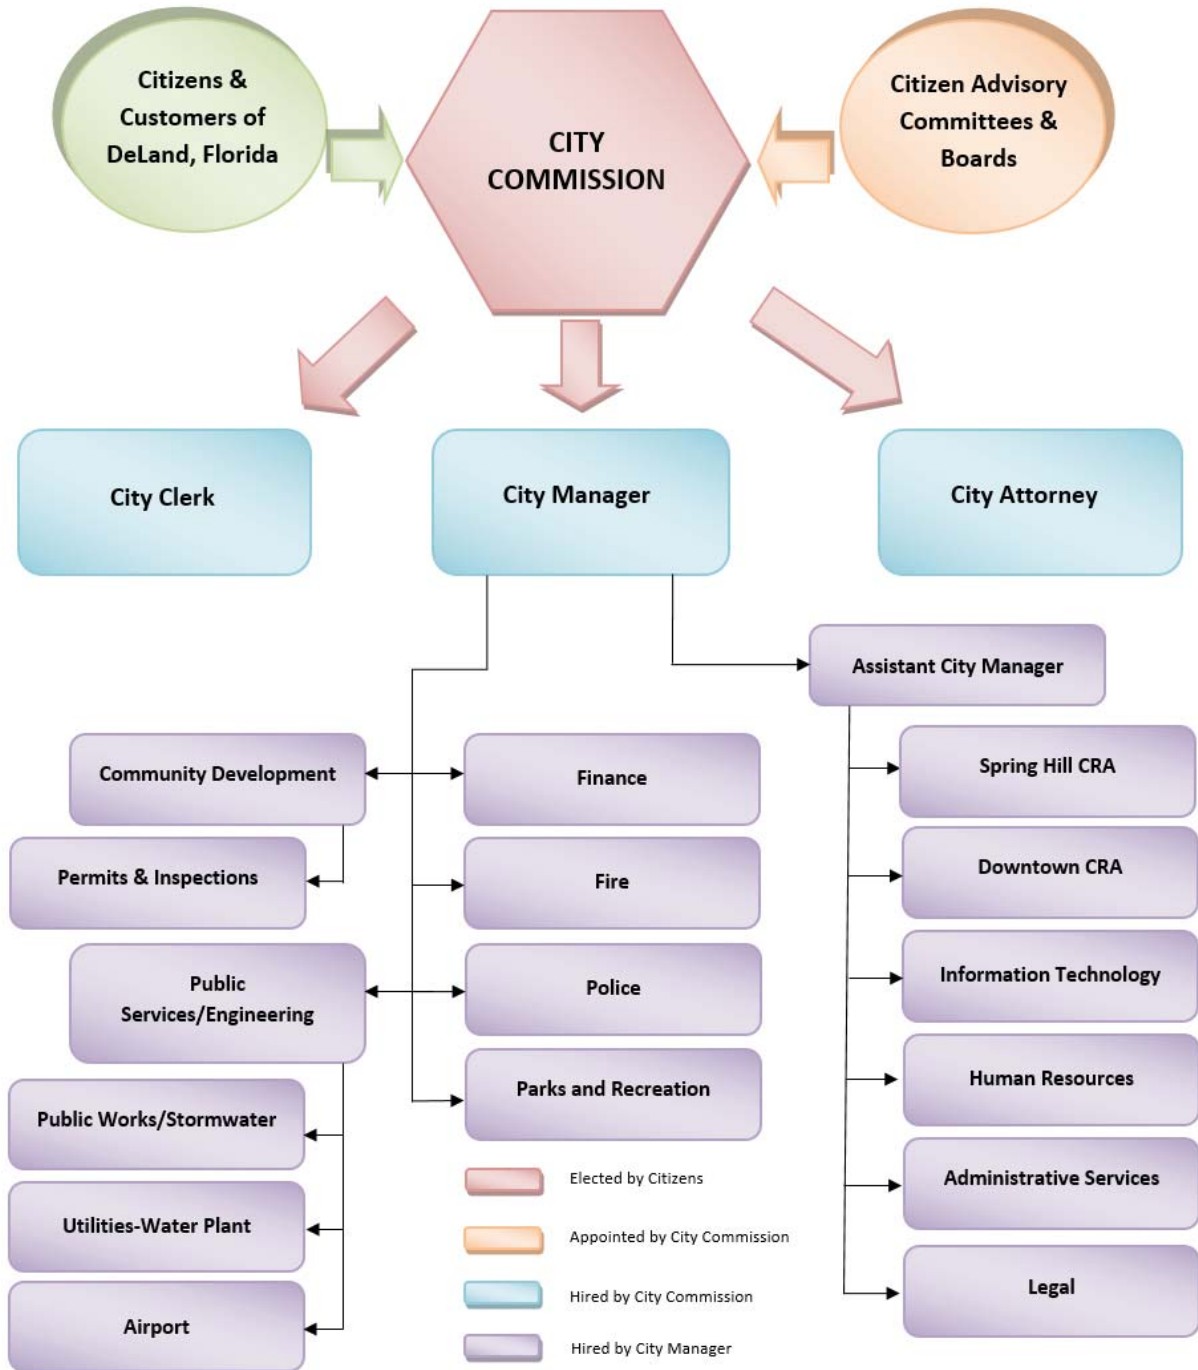 Citizens &
Customers of
DeLand, Florida
CITY
COMMISSION
Citizen Advisory
Committees &
Boards
City Clerk
City Manager
City Attorney
Assistant City Manager
Community Development
Finance
Spring Hill CRA
Permits & Inspections
Fire
Downtown CRA
Public
Services/Engineering
Police
Information Technology
Public Works/Stormwater
Parks and Recreation
Human Resources
Utilities-Water Plant
Administrative Services
Airport
Legal
Elected by Citizens
Appointed by City Commission
Hired by City Commission
Hired by City Manager